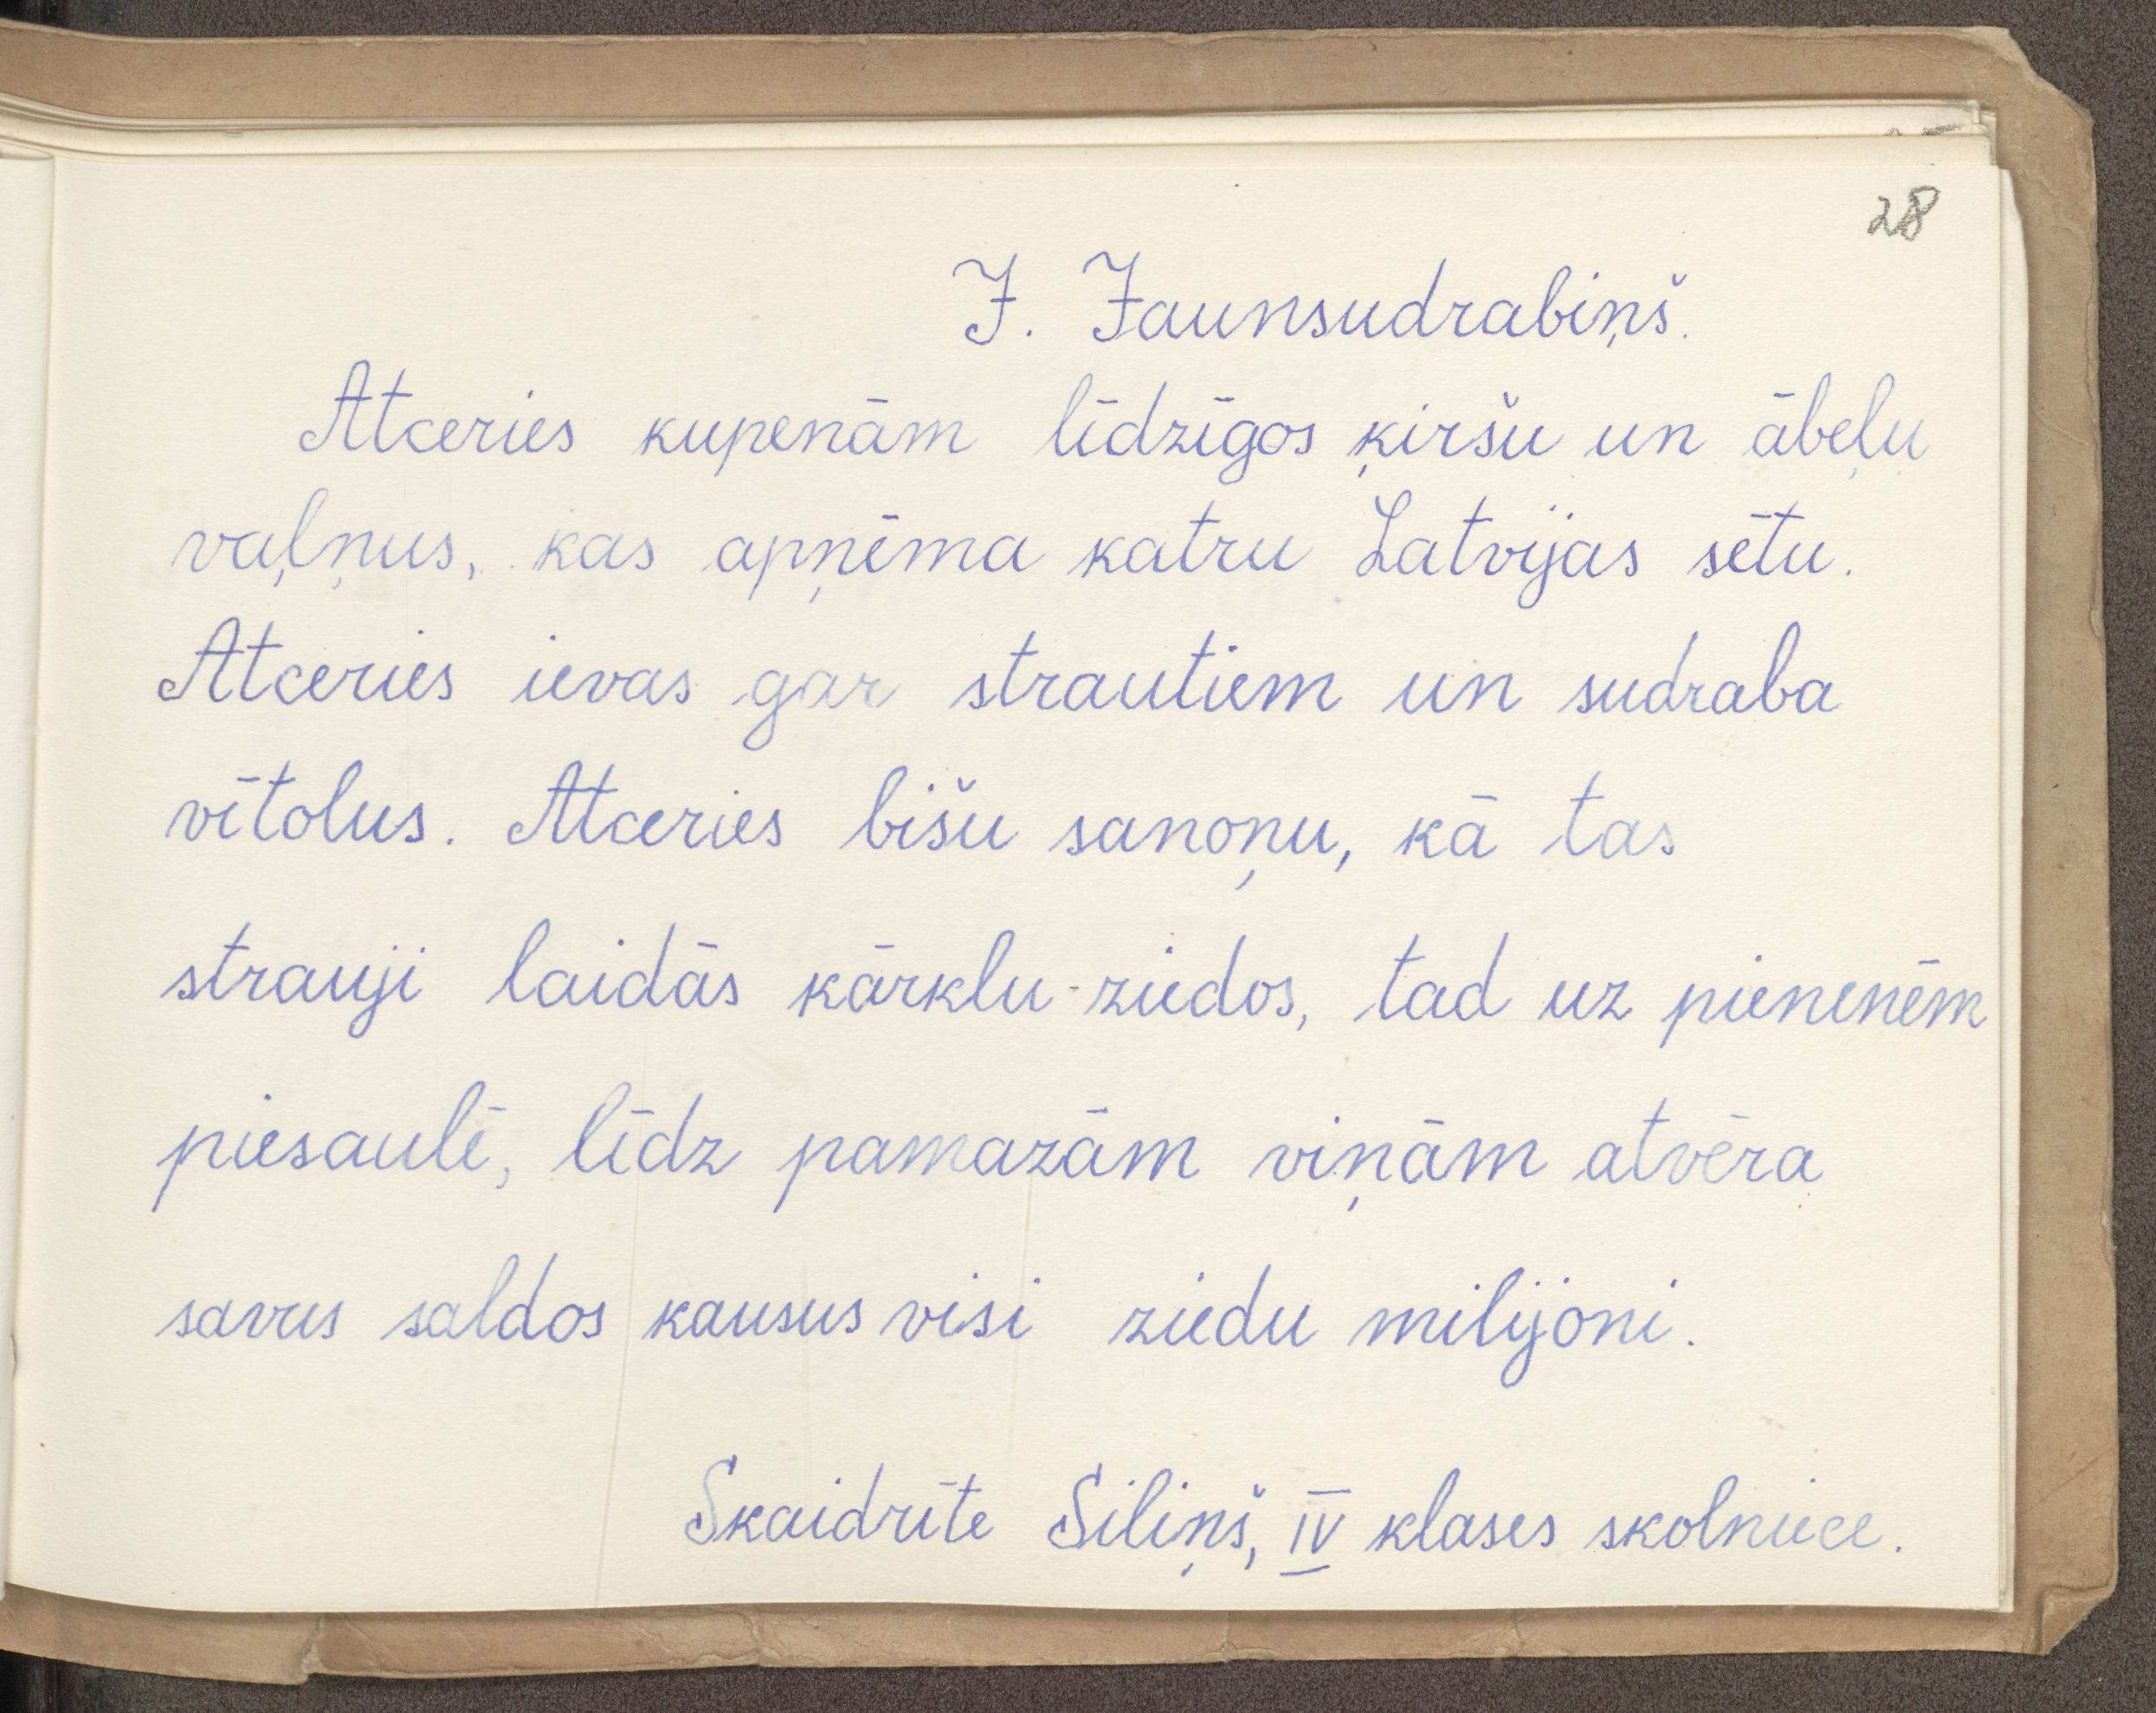 28
J. Jaunsudrabiņš.
Atceries kupenām līdzīgos ķiršu un ābeļu
vaļņus, kas apņēma katru Latvijas sētu.
Atceries ievas gar strautiem un sudraba
vītolus. Atceries bišu sanoņu, kā tas
strauji laidās kārklu ziedos, tad uz pienenēm
piesaulē, līdz pamazām viņām atvēra
savus saldos kausus visi ziedu milijoni.
Skaidrīte Siliņš, IV klases skolniece.